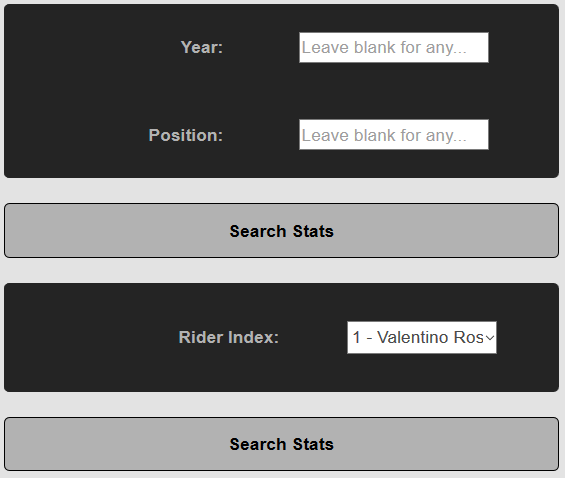 Year: Leave blank for any...
Position: Leave blank for any...
Search Stats
Rider Index: 1 - Valentino Ros
Search Stats